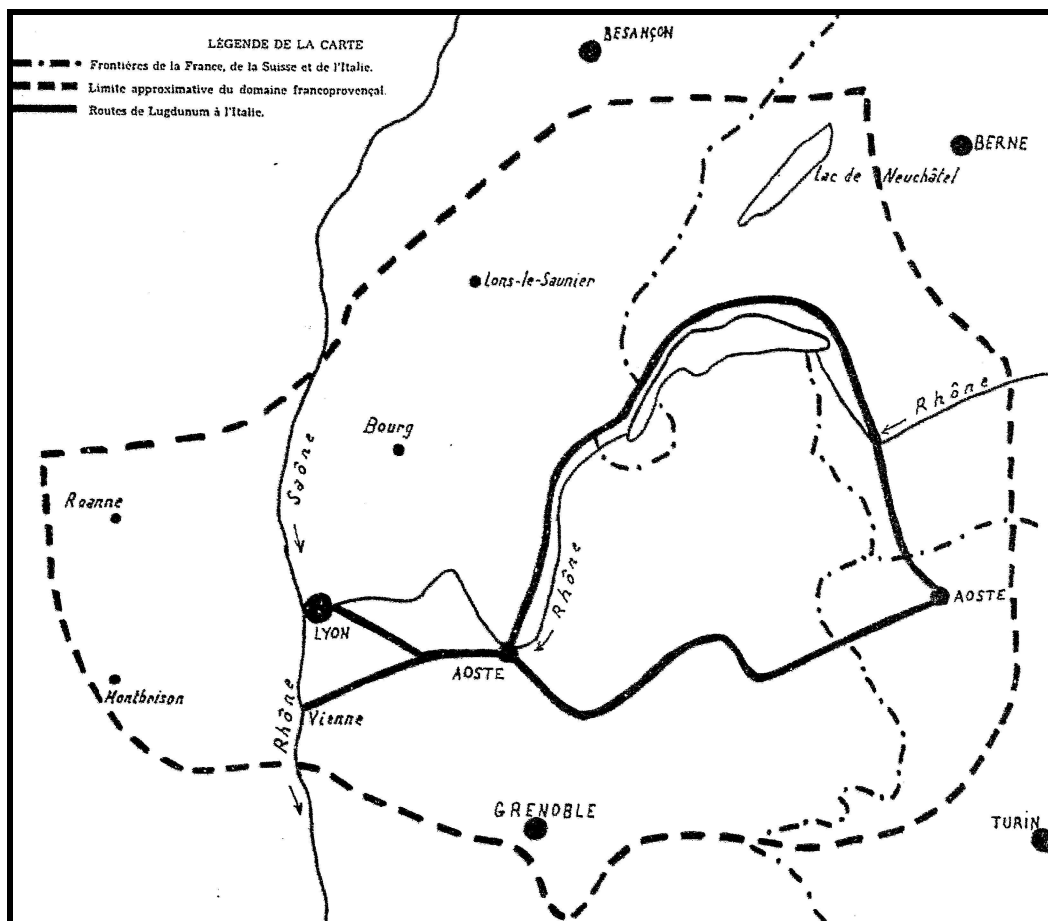 LÉGENDE DE LA CARTE
Frontières de la France, de la Suisse et de l'Italie.
Limite approximative du domaine francoprovençal.
Routes de Lugdunum à l'Italie.
BESANÇON
BERNE
Lac de Neuchâtel
Lons-le-Saunier
Rhône
Bourg
Saône
Roanne
Rhône
AOSTE
LYON
AOSTE
Montbrison
Vienne
Rhône
GRENOBLE
TURIN